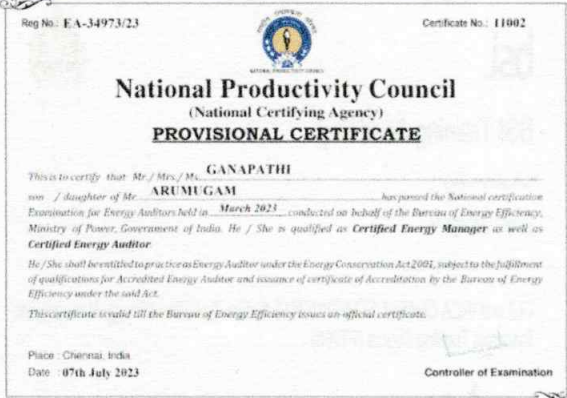 Reg No.: EA-34973/23
Certificate No.: 11002
NATIONAL PRODUCTIVITY COUNCIL
National Productivity Council
(National Certifying Agency)
PROVISIONAL CERTIFICATE
This is to certify that Mr / Mrs / Ms. GANAPATHI
son / daughter of Mr. ARUMUGAM has passed the National certification
Examination for Energy Auditors held in March 2023 conducted on behalf of the Bureau of Energy Efficiency,
Ministry of Power, Government of India. He / She is qualified as Certified Energy Manager as well as
Certified Energy Auditor.
He / She shall be entitled to practice as Energy Auditor under the Energy Conservation Act 2001, subject to the fulfillment
of qualifications for Accredited Energy Auditor and issuance of certificate of Accreditation by the Bureau of Energy
Efficiency under the said Act.
This certificate is valid till the Bureau of Energy Efficiency issues an official certificate.
Place : Chennai, India
Date : 07th July 2023
Controller of Examination